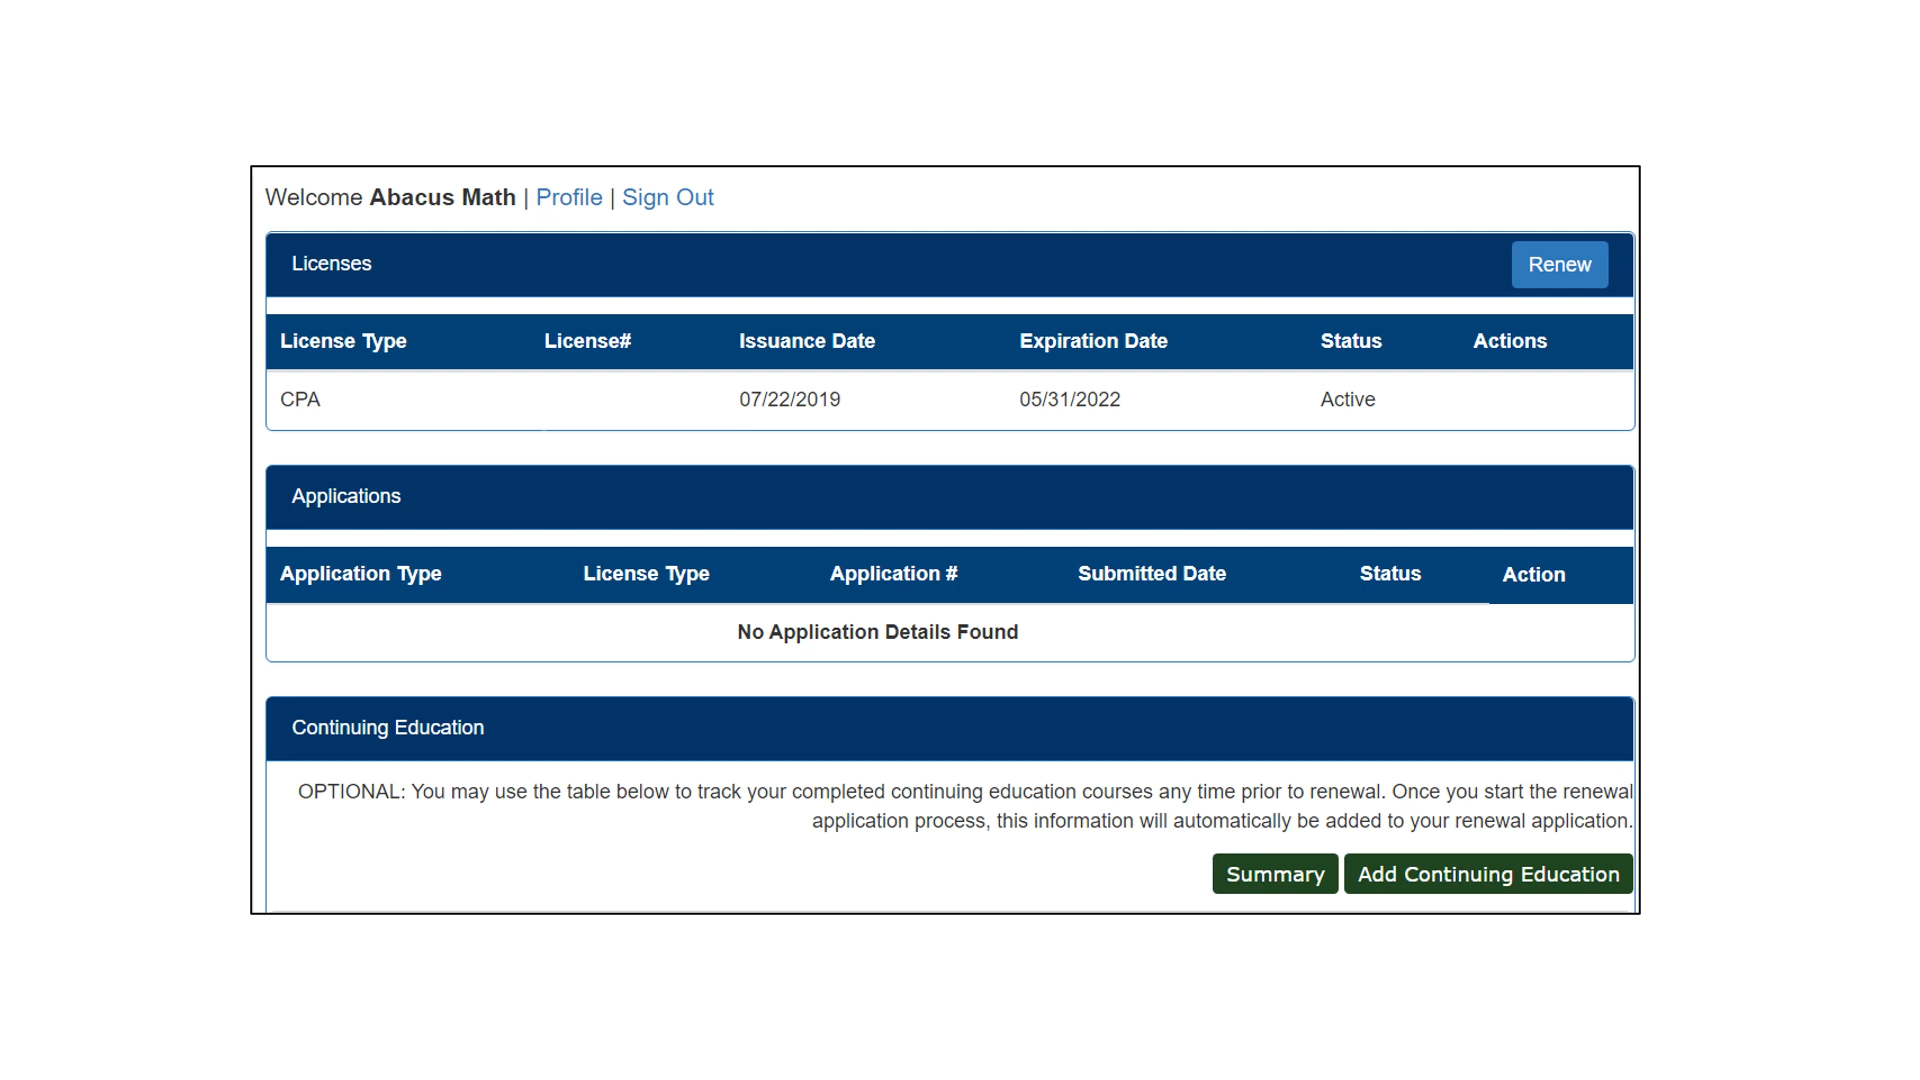 Welcome Abacus Math | Profile | Sign Out
Licenses
Renew
License Type License# Issuance Date Expiration Date Status Actions
CPA 07/22/2019 05/31/2022 Active
Applications
Application Type License Type Application # Submitted Date Status Action
No Application Details Found
Continuing Education
OPTIONAL: You may use the table below to track your completed continuing education courses any time prior to renewal. Once you start the renewal
application process, this information will automatically be added to your renewal application.
Summary Add Continuing Education